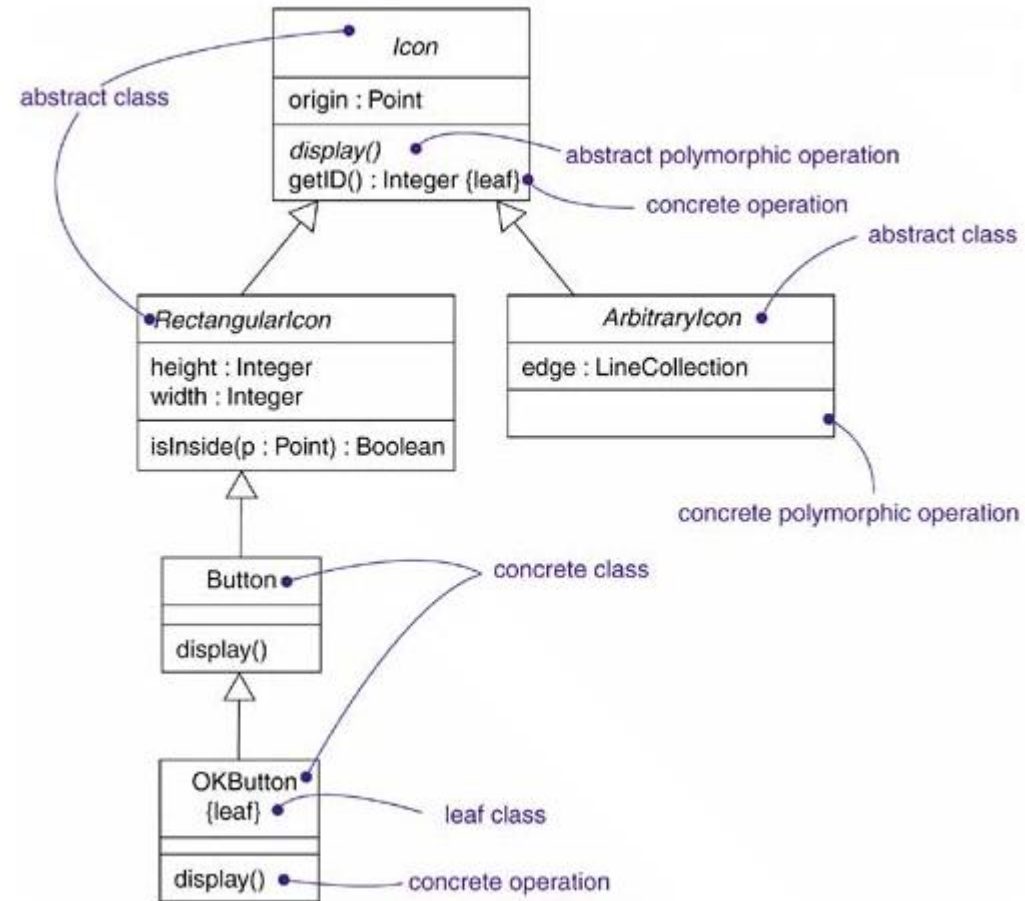 Icon
abstract class
origin : Point
display()
abstract polymorphic operation
getID() : Integer {leaf}
concrete operation
abstract class
RectangularIcon
height : Integer
width : Integer
isInside(p : Point) : Boolean
ArbitraryIcon
edge : LineCollection
concrete polymorphic operation
Button
concrete class
display()
OKButton
{leaf}
leaf class
display()
concrete operation